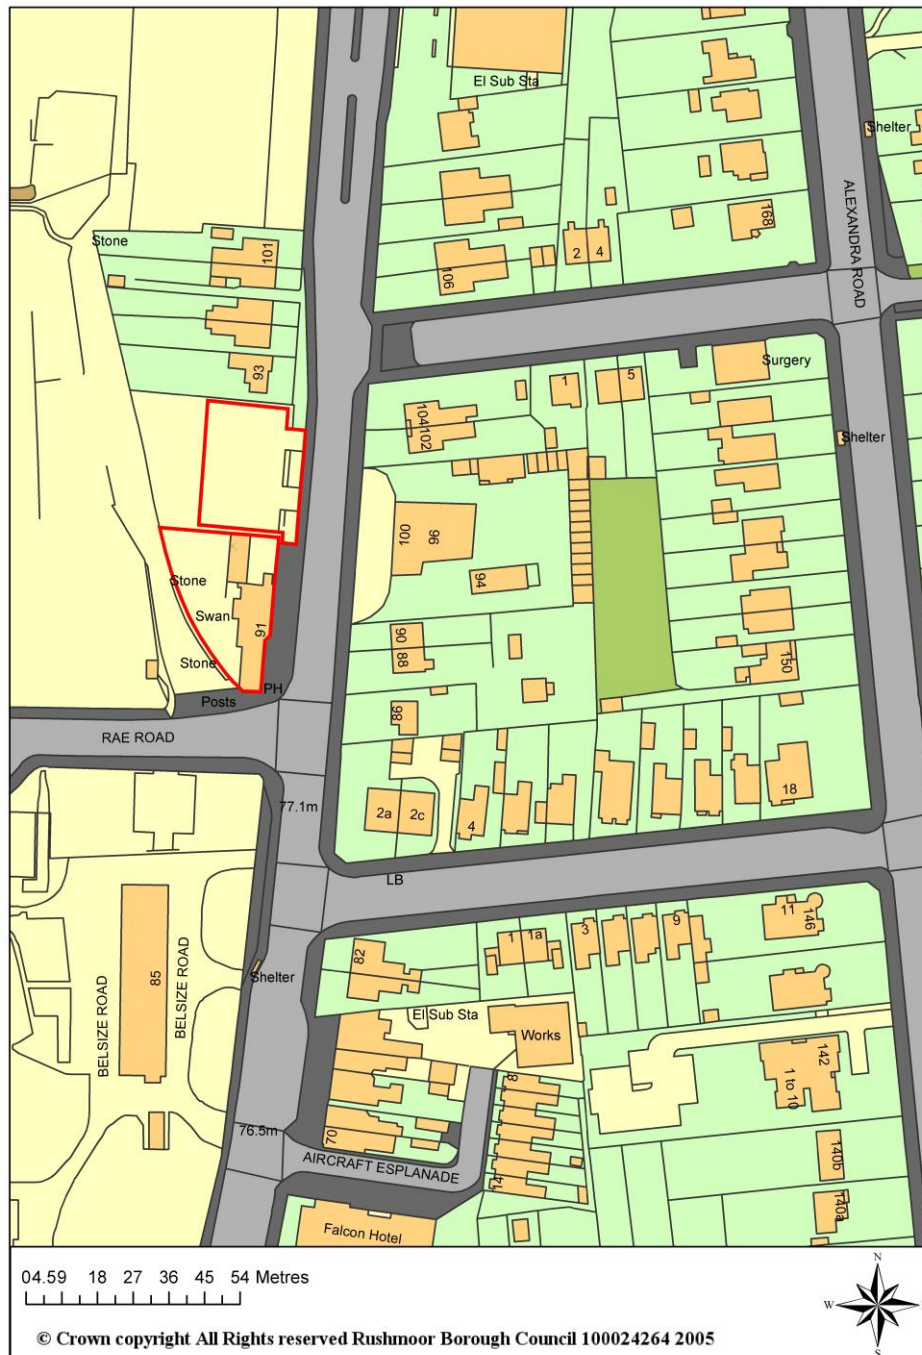 El Sub Sta
Shelter
ALEXANDRA ROAD
168
Stone
101
2
4
106
93
1
5
Surgery
104
102
Shelter
100
96
94
Stone
Swan
91
90
88
150
Stone
PH
Posts
86
RAE ROAD
77.1m
2a
2c
4
18
LB
1
1a
3
9
11
146
82
Shelter
BELSIZE ROAD
85
BELSIZE ROAD
El Sub Sta
Works
142
1 to 10
8
76.5m
70
AIRCRAFT ESPLANADE
14
140b
140a
Falcon Hotel
04.59 18 27 36 45 54 Metres
N
W
S
© Crown copyright All Rights reserved Rushmoor Borough Council 100024264 2005